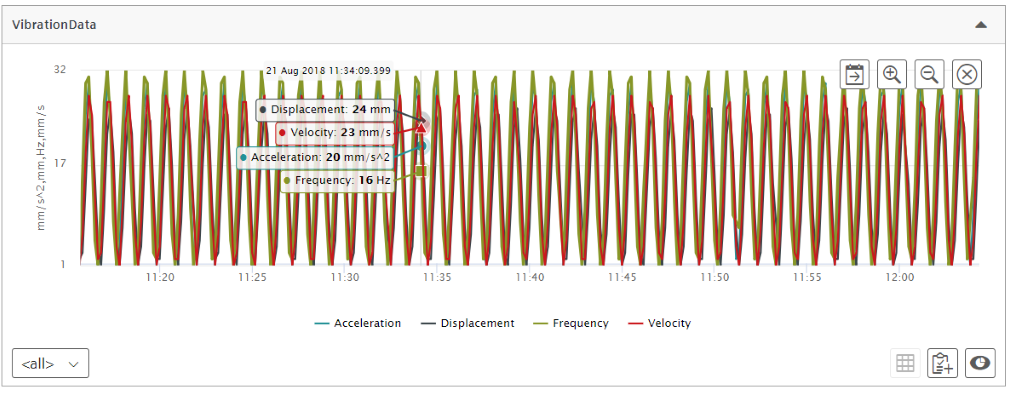 VibrationData
32
17
1
mm/s^2,mm,Hz,mm/s
21 Aug 2018 11:34:09.399
Displacement: 24 mm
Velocity: 23 mm/s
Acceleration: 20 mm/s^2
Frequency: 16 Hz
11:20 11:25 11:30 11:35 11:40 11:45 11:50 11:55 12:00
Acceleration Displacement Frequency Velocity
<all>